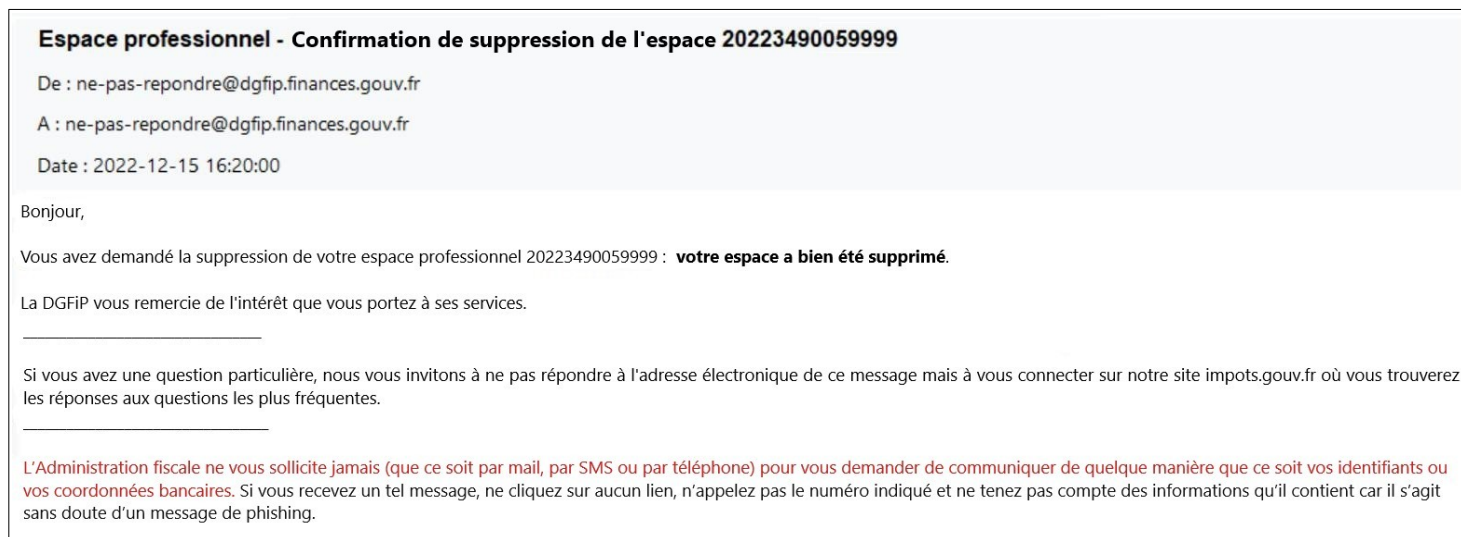 Espace professionnel - Confirmation de suppression de l'espace 20223490059999
De : ne-pas-repondre@dgfip.finances.gouv.fr
A : ne-pas-repondre@dgfip.finances.gouv.fr
Date : 2022-12-15 16:20:00
Bonjour,
Vous avez demandé la suppression de votre espace professionnel 20223490059999 : votre espace a bien été supprimé.
La DGFiP vous remercie de l'intérêt que vous portez à ses services.
Si vous avez une question particulière, nous vous invitons à ne pas répondre à l'adresse électronique de ce message mais à vous connecter sur notre site impots.gouv.fr où vous trouverez
les réponses aux questions les plus fréquentes.
L'Administration fiscale ne vous sollicite jamais (que ce soit par mail, par SMS ou par téléphone) pour vous demander de communiquer de quelque manière que ce soit vos identifiants ou
vos coordonnées bancaires. Si vous recevez un tel message, ne cliquez sur aucun lien, n'appelez pas le numéro indiqué et ne tenez pas compte des informations qu'il contient car il s'agit
sans doute d'un message de phishing.